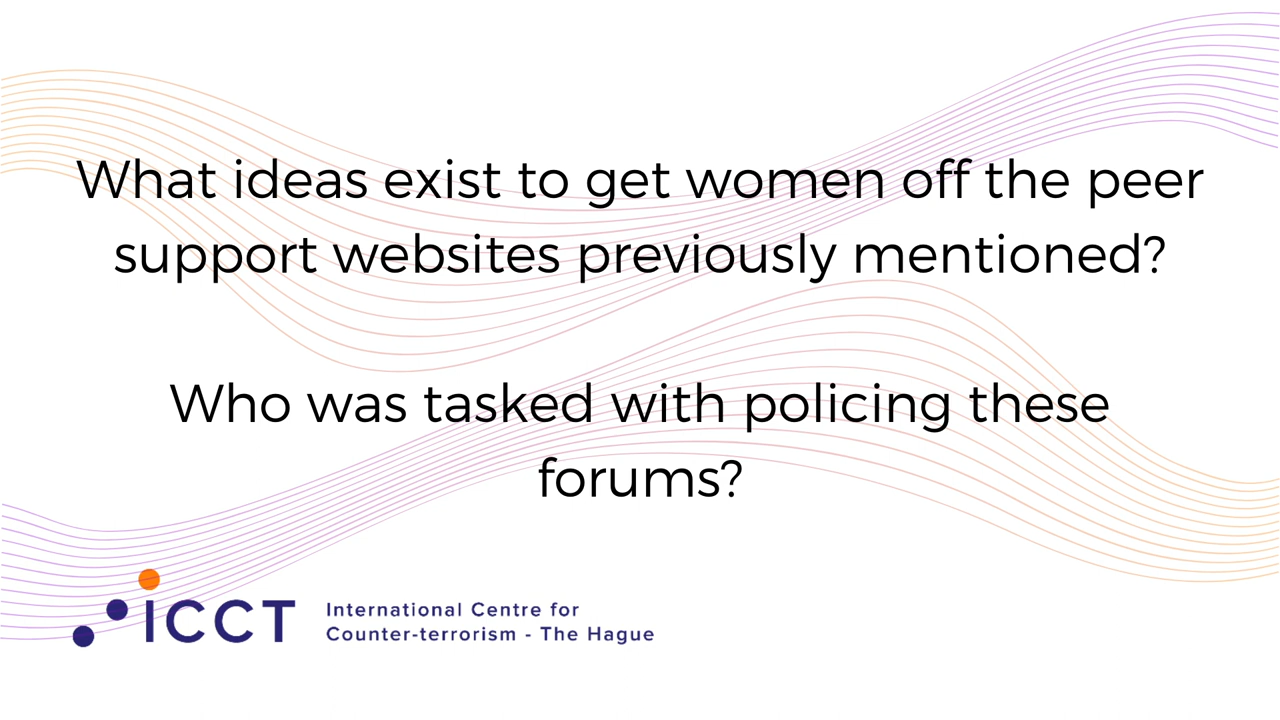 What ideas exist to get women off the peer
support websites previously mentioned?
Who was tasked with policing these
forums?
ICCT
International Centre for
Counter-terrorism - The Hague